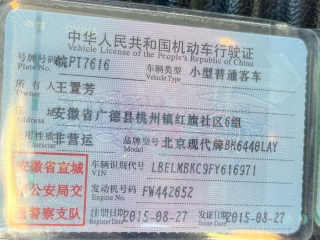 中华人民共和国机动车行驶证
Vehicle License of the People's Republic of China
号牌号码 皖PT7616 车辆类型 小型普通客车
Plate No. Vehicle Type
所有人 王置芳
Owner
安徽省广德县桃州镇红旗社区6组
使用性质 非营运 品牌型号 北京现代牌BH6440LAY
安徽省宣城 车辆识别代号 LBELMBKC9FY616971
VIN
市公安局交 发动机号码 FW442652
Engine No.
通警察支队 注册日期 2015-08-27 发证日期 2015-08-27
Register Date Issue Date